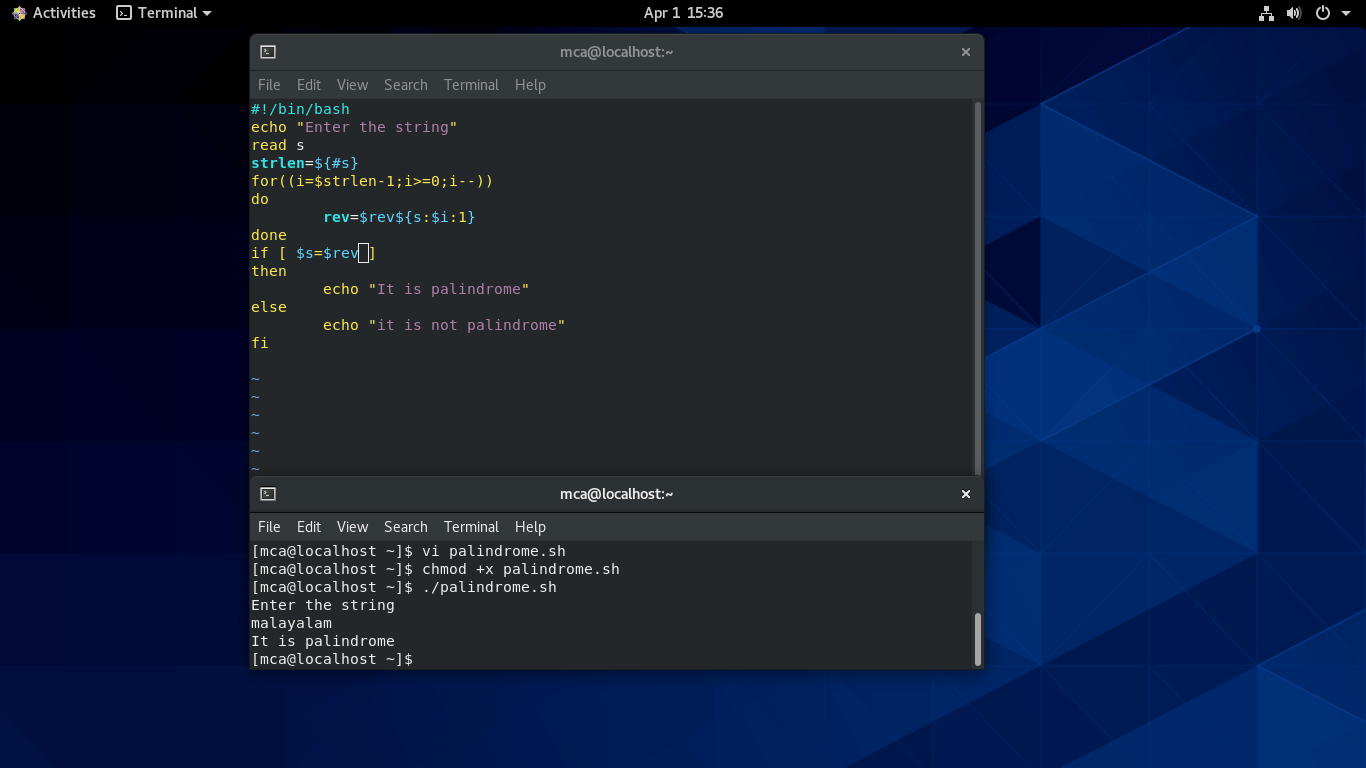 Activities Terminal Apr 1 15:36
mca@localhost:~
File Edit View Search Terminal Help
#!/bin/bash
echo "Enter the string"
read s
strlen=${#s}
for((i=$strlen-1;i>=0;i--))
do
        rev=$rev${s:$i:1}
done
if [ $s=$rev ]
then
        echo "It is palindrome"
else
        echo "it is not palindrome"
fi

~
~
~
~
~
~
mca@localhost:~
File Edit View Search Terminal Help
[mca@localhost ~]$ vi palindrome.sh
[mca@localhost ~]$ chmod +x palindrome.sh
[mca@localhost ~]$ ./palindrome.sh
Enter the string
malayalam
It is palindrome
[mca@localhost ~]$